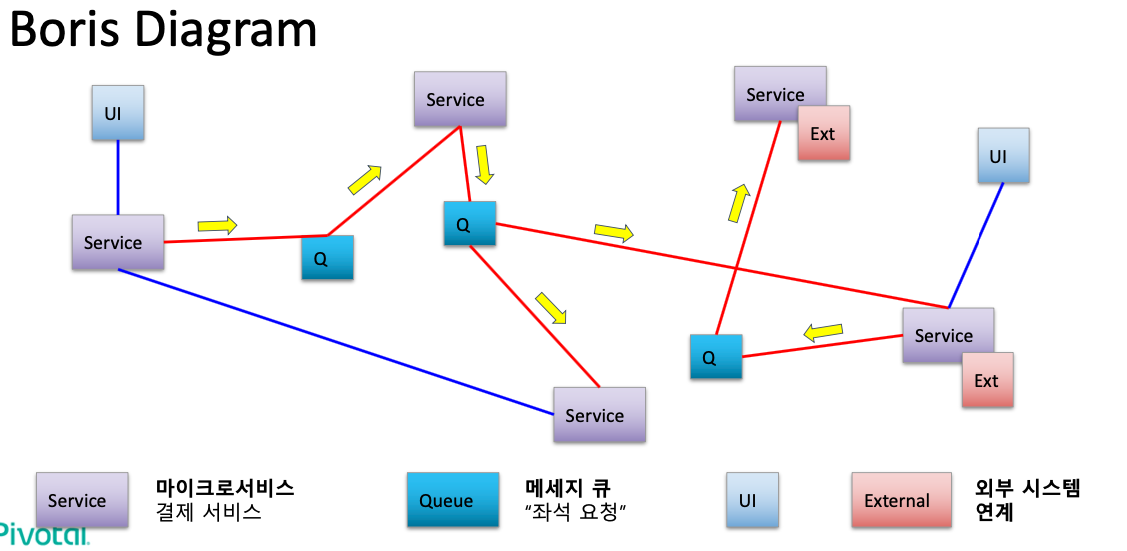 Boris Diagram
UI
Service
Service
Ext
UI
Service
Q
Q
Service
Q
Ext
Service
Service
마이크로서비스
결제 서비스
Queue
메세지 큐
“좌석 요청”
UI
External
외부 시스템
연계
Pivotal.